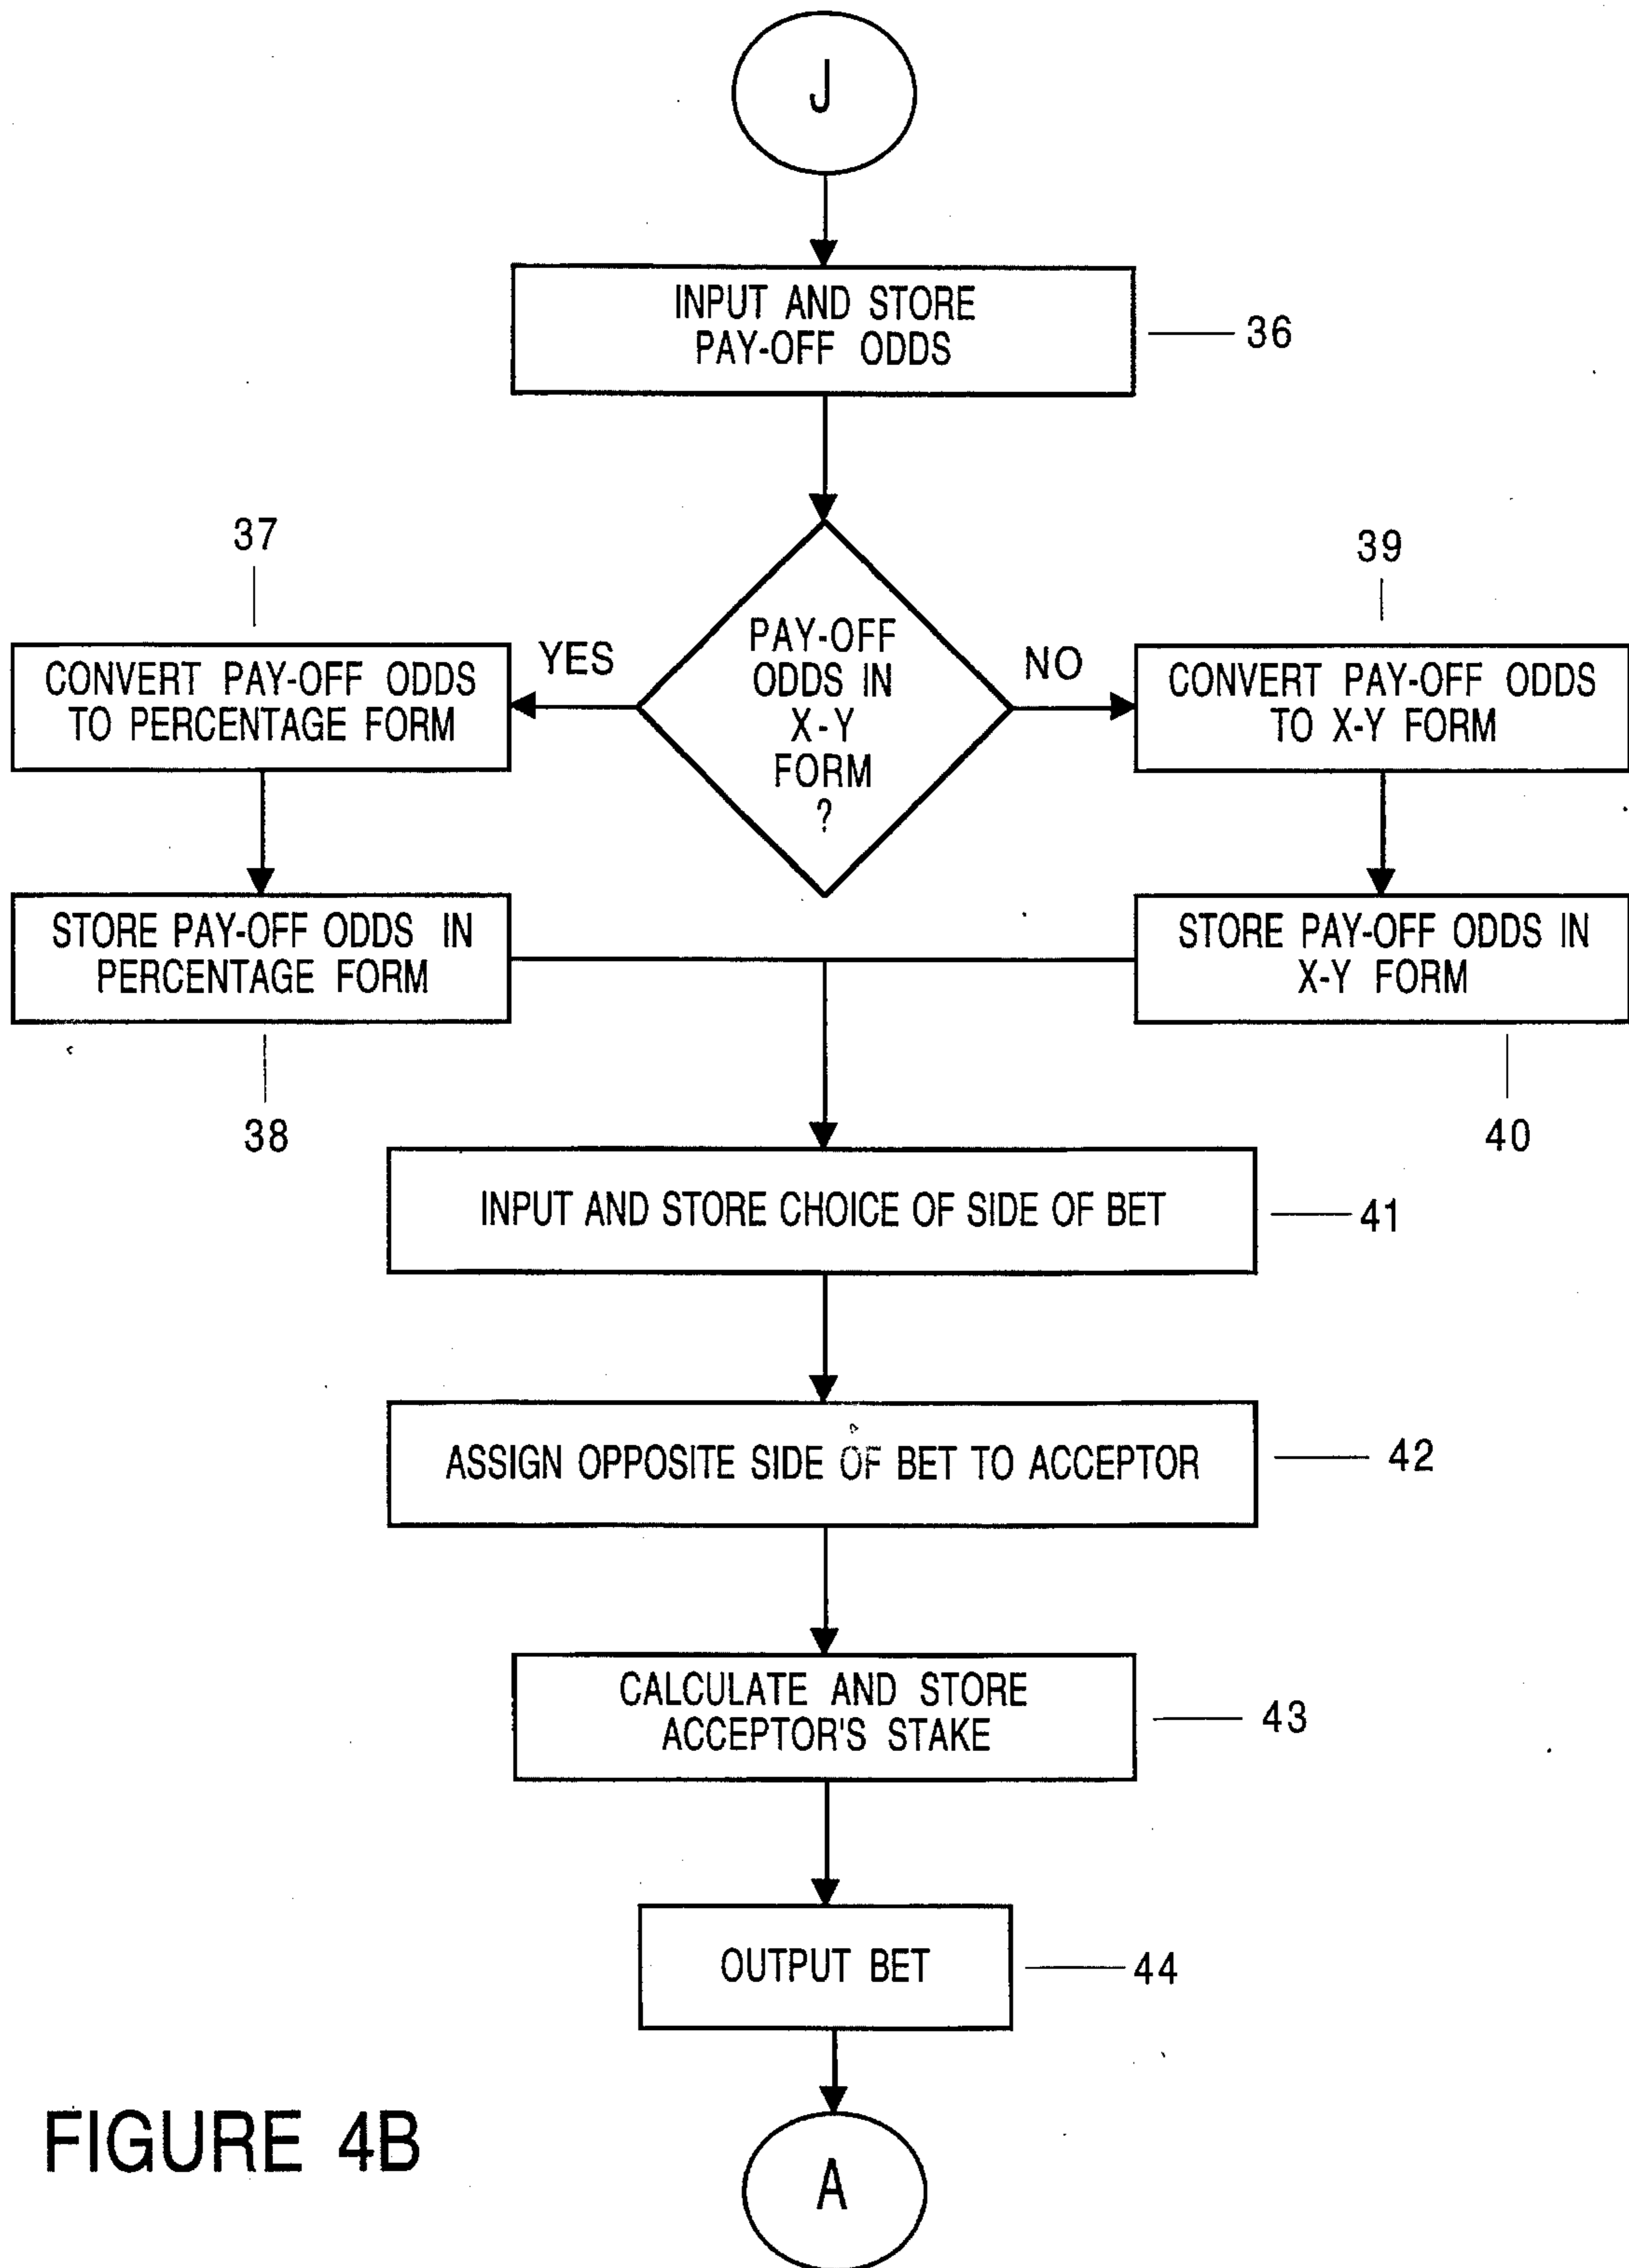 J
INPUT AND STORE
PAY-OFF ODDS
36
37
39
CONVERT PAY-OFF ODDS
TO PERCENTAGE FORM
YES
PAY-OFF
ODDS IN
X-Y
FORM
?
NO
CONVERT PAY-OFF ODDS
TO X-Y FORM
STORE PAY-OFF ODDS IN
PERCENTAGE FORM
STORE PAY-OFF ODDS IN
X-Y FORM
38
40
INPUT AND STORE CHOICE OF SIDE OF BET
41
ASSIGN OPPOSITE SIDE OF BET TO ACCEPTOR
42
CALCULATE AND STORE
ACCEPTOR'S STAKE
43
OUTPUT BET
44
FIGURE 4B
A